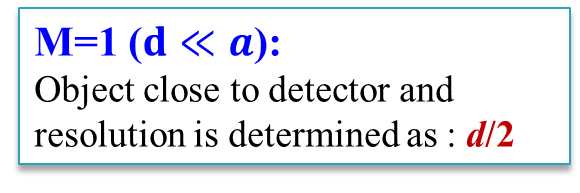 M=1 (d ≪ a):
Object close to detector and
resolution is determined as : d/2